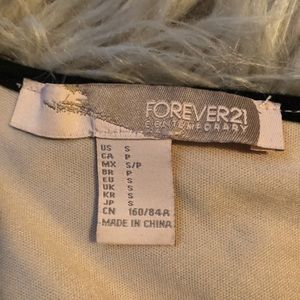 FOREVER21
CONTEMPORARY
US S
CA P
MX S/P
BR P
EU S
UK S
KR S
JP S
CN 160/84A
MADE IN CHINA